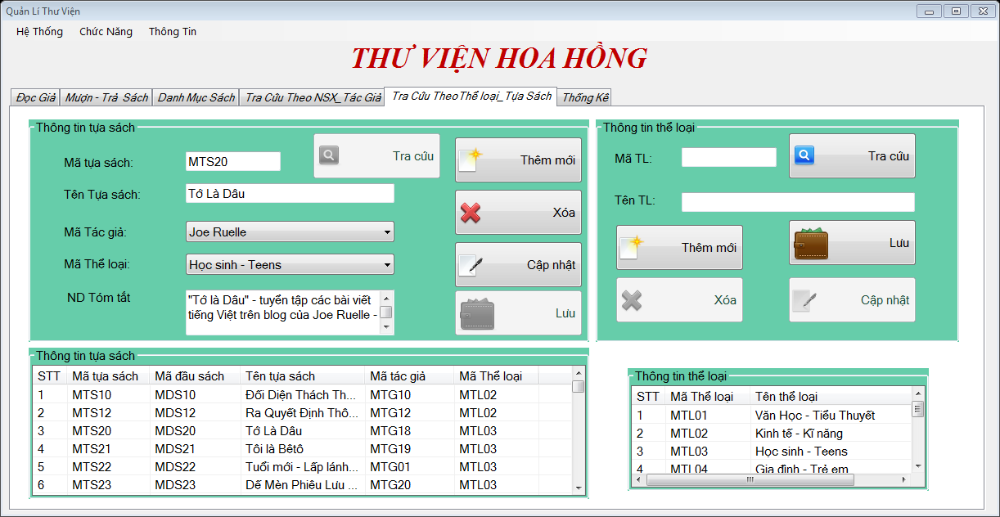 Quản Lí Thư Viện
Hệ Thống Chức Năng Thông Tin
THƯ VIỆN HOA HỒNG
Đọc Giả Mượn - Trả Sách Danh Mục Sách Tra Cứu Theo NSX_Tác Giả Tra Cứu TheoThể loại_Tựa Sách Thống Kê
Thông tin tựa sách
Mã tựa sách: MTS20 Tra cứu Thêm mới
Tên Tựa sách: Tớ Là Dâu Xóa
Mã Tác giả: Joe Ruelle
Mã Thể loại: Học sinh - Teens Cập nhật
ND Tóm tắt "Tớ là Dâu" - tuyển tập các bài viết
tiếng Việt trên blog của Joe Ruelle - Lưu
Thông tin thể loại
Mã TL: Tra cứu
Tên TL:
Thêm mới Lưu
Xóa Cập nhật
Thông tin tựa sách
STT Mã tựa sách Mã đầu sách Tên tựa sách Mã tác giả Mã Thể loại
1 MTS10 MDS10 Đối Diện Thách Th... MTG10 MTL02
2 MTS12 MDS12 Ra Quyết Định Thô... MTG12 MTL02
3 MTS20 MDS20 Tớ Là Dâu MTG18 MTL03
4 MTS21 MDS21 Tôi là Bêtô MTG19 MTL03
5 MTS22 MDS22 Tuổi mới - Lấp lánh... MTG01 MTL03
6 MTS23 MDS23 Dế Mèn Phiêu Lưu ... MTG20 MTL03
Thông tin thể loại
STT Mã Thể loại Tên thể loại
1 MTL01 Văn Học - Tiểu Thuyết
2 MTL02 Kinh tế - Kĩ năng
3 MTL03 Học sinh - Teens
4 MTL04 Gia đình - Trẻ em